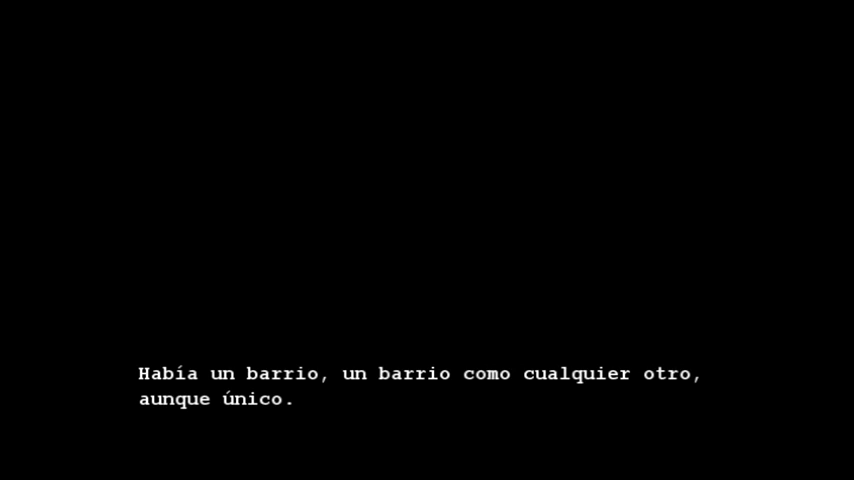 Había un barrio, un barrio como cualquier otro,
aunque único.